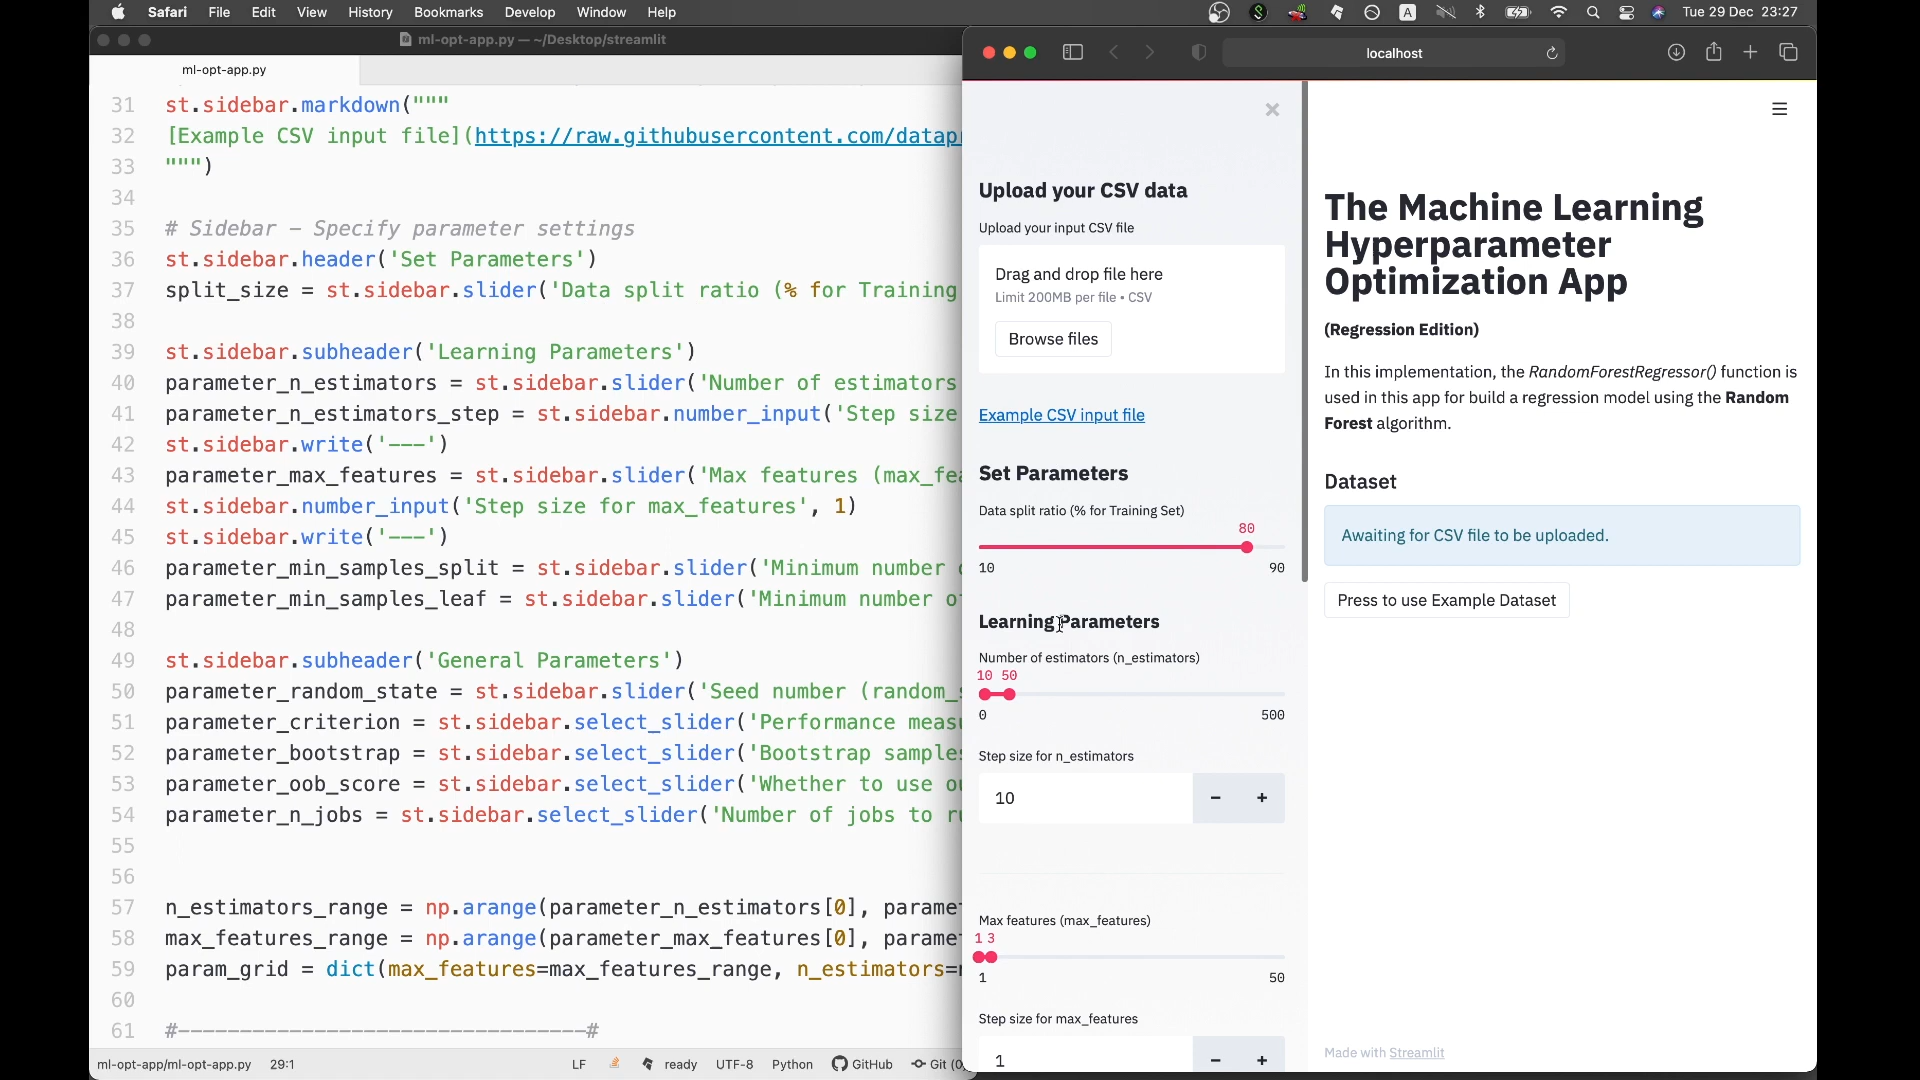 Safari File Edit View History Bookmarks Develop Window Help
A
Tue 29 Dec 23:27
ml-opt-app.py — ~/Desktop/streamlit
ml-opt-app.py
31 st.sidebar.markdown("""
32 [Example CSV input file](https://raw.githubusercontent.com/datap
33 """)
34
35 # Sidebar - Specify parameter settings
36 st.sidebar.header('Set Parameters')
37 split_size = st.sidebar.slider('Data split ratio (% for Training
38
39 st.sidebar.subheader('Learning Parameters')
40 parameter_n_estimators = st.sidebar.slider('Number of estimators
41 parameter_n_estimators_step = st.sidebar.number_input('Step size
42 st.sidebar.write('---')
43 parameter_max_features = st.sidebar.slider('Max features (max_fea
44 st.sidebar.number_input('Step size for max_features', 1)
45 st.sidebar.write('---')
46 parameter_min_samples_split = st.sidebar.slider('Minimum number
47 parameter_min_samples_leaf = st.sidebar.slider('Minimum number of
48
49 st.sidebar.subheader('General Parameters')
50 parameter_random_state = st.sidebar.slider('Seed number (random_s
51 parameter_criterion = st.sidebar.select_slider('Performance measu
52 parameter_bootstrap = st.sidebar.select_slider('Bootstrap samples
53 parameter_oob_score = st.sidebar.select_slider('Whether to use ou
54 parameter_n_jobs = st.sidebar.select_slider('Number of jobs to ru
55
56
57 n_estimators_range = np.arange(parameter_n_estimators[0], parame
58 max_features_range = np.arange(parameter_max_features[0], parame
59 param_grid = dict(max_features=max_features_range, n_estimators=n
60
61 #-----------------------------------#
ml-opt-app/ml-opt-app.py 29:1 LF ready UTF-8 Python GitHub Git (0
localhost
Upload your CSV data
Upload your input CSV file
Drag and drop file here
Limit 200MB per file • CSV
Browse files
Example CSV input file
Set Parameters
Data split ratio (% for Training Set)
80
10 90
Learning Parameters
Number of estimators (n_estimators)
10 50
0 500
Step size for n_estimators
10 − +
Max features (max_features)
1 3
1 50
Step size for max_features
1 − +
The Machine Learning
Hyperparameter
Optimization App
(Regression Edition)
In this implementation, the RandomForestRegressor() function is
used in this app for build a regression model using the Random
Forest algorithm.
Dataset
Awaiting for CSV file to be uploaded.
Press to use Example Dataset
Made with Streamlit